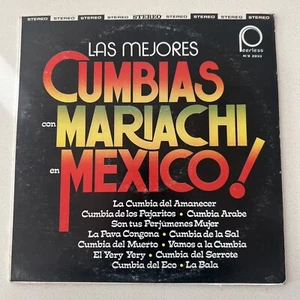 STEREO STEREO STEREO STEREO STEREO STEREO STEREO STEREO STEREO
LAS MEJORES
Peerless
CUMBIAS
con MARIACHI
en MEXICO!
La Cumbia del Amanecer
Cumbia de los Pajaritos • Cumbia Arabe
Son tus Perjúmenes Mujer
La Pava Congona • Cumbia de la Sal
Cumbia del Muerto • Vamos a la Cumbia
El Yery Yery • Cumbia del Serrote
Cumbia del Eco • La Bala